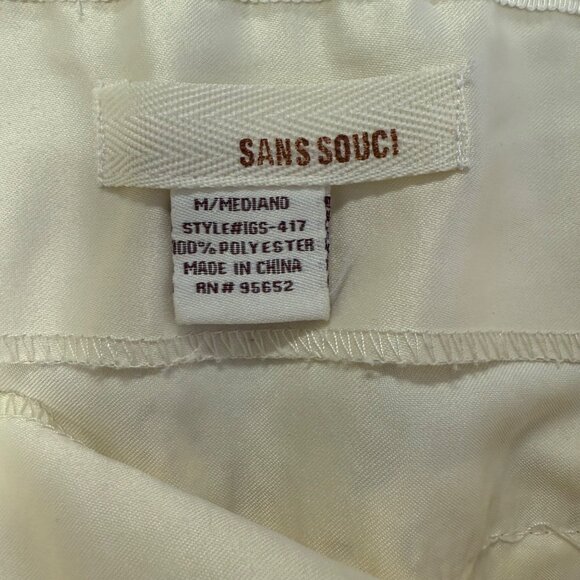 SANS SOUCI
M/MEDIANO
STYLE#IGS-417
100%POLYESTER
MADE IN CHINA
RN# 95652